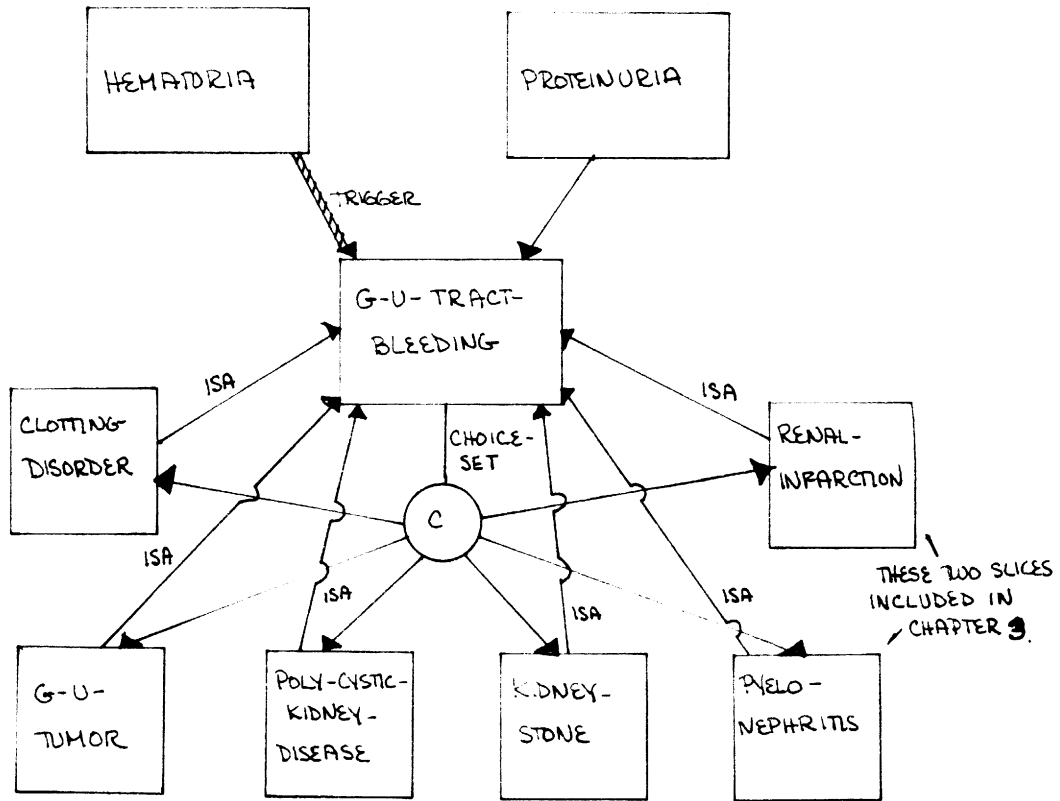 HEMATURIA
PROTEINURIA
TRIGGER
G-U-TRACT-
BLEEDING
ISA
ISA
CLOTTING-
DISORDER
CHOICE-
SET
RENAL-
INFARCTION
C
ISA
ISA
ISA
ISA
THESE TWO SLICES
INCLUDED IN
CHAPTER 3.
G-U-
TUMOR
POLY-CYSTIC-
KIDNEY-
DISEASE
KIDNEY-
STONE
PYELO-
NEPHRITIS